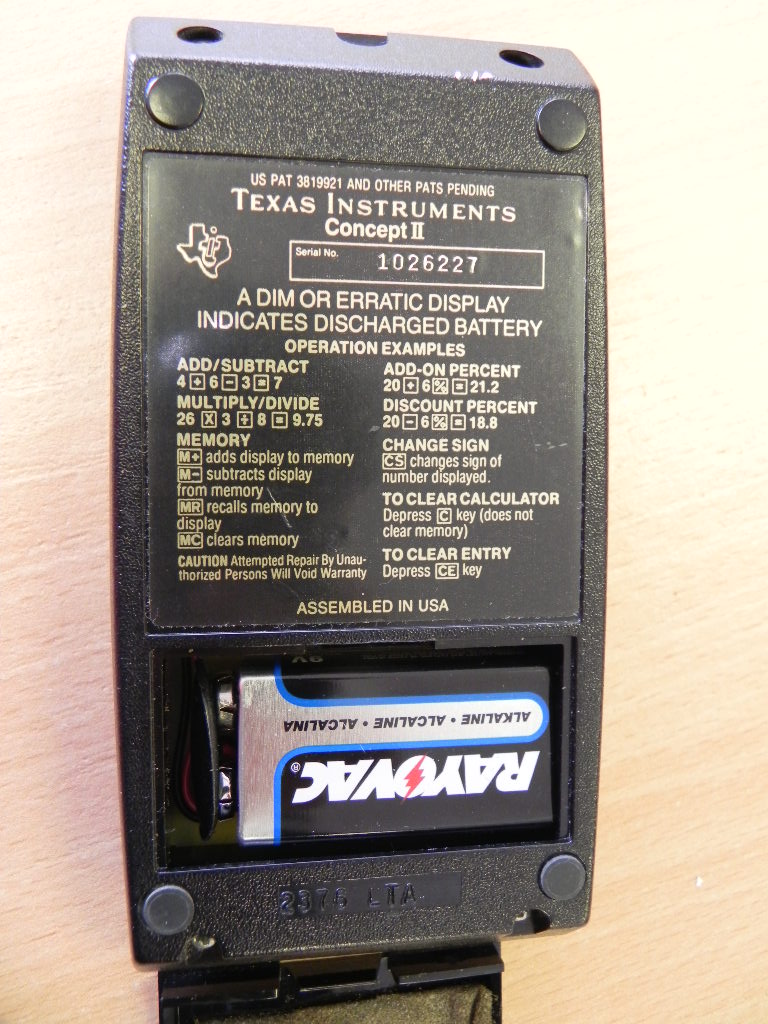 US PAT 3819921 AND OTHER PATS PENDING
TEXAS INSTRUMENTS
Concept II
Serial No. 1026227
A DIM OR ERRATIC DISPLAY
INDICATES DISCHARGED BATTERY
OPERATION EXAMPLES
ADD/SUBTRACT
4 + 6 − 3 = 7
MULTIPLY/DIVIDE
26 X 3 ÷ 8 = 9.75
MEMORY
M+ adds display to memory
M− subtracts display
from memory
MR recalls memory to
display
MC clears memory
CAUTION Attempted Repair By Unau-
thorized Persons Will Void Warranty
ADD-ON PERCENT
20 + 6 % = 21.2
DISCOUNT PERCENT
20 − 6 % = 18.8
CHANGE SIGN
CS changes sign of
number displayed.
TO CLEAR CALCULATOR
Depress C key (does not
clear memory)
TO CLEAR ENTRY
Depress CE key
ASSEMBLED IN USA
9V
ALKALINE • ALCALINE • ALCALINA
RAYOVAC®
2376 LTA